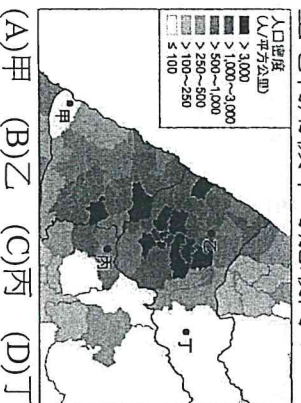 人口密度
(人/平方公里)
> 3,000
> 1,000~3,000
> 500~1,000
> 250~500
> 100~250
≤ 100
甲
乙
丙
丁
(A)甲 (B)乙 (C)丙 (D)丁